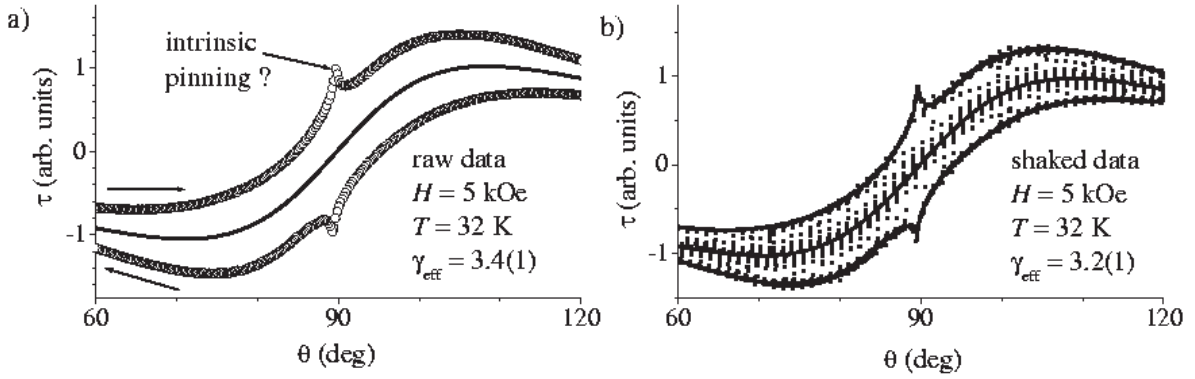 a)
intrinsic
pinning ?
1
0
-1
τ (arb. units)
raw data
H = 5 kOe
T = 32 K
γeff = 3.4(1)
60
90
120
θ (deg)
b)
1
0
-1
τ (arb. units)
shaked data
H = 5 kOe
T = 32 K
γeff = 3.2(1)
60
90
120
θ (deg)